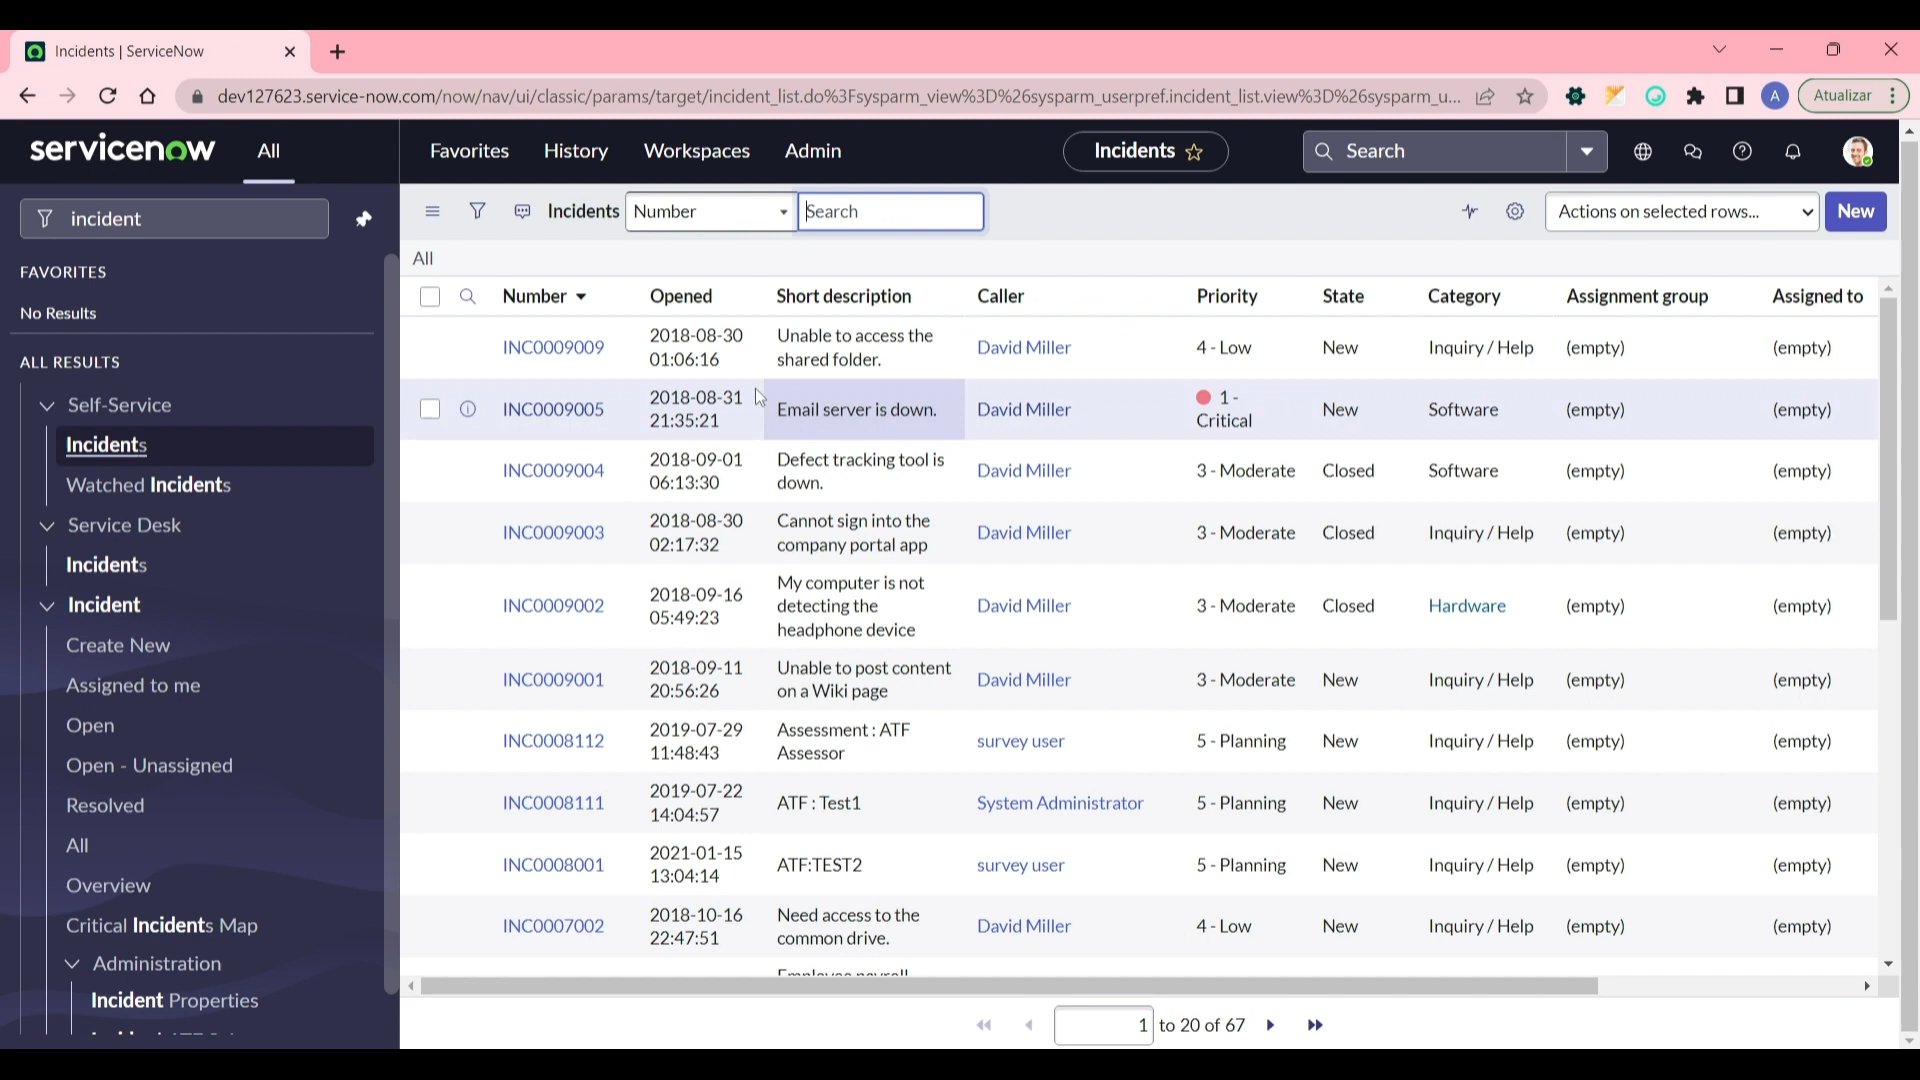 Incidents | ServiceNow
dev127623.service-now.com/now/nav/ui/classic/params/target/incident_list.do%3Fsysparm_view%3D%26sysparm_userpref.incident_list.view%3D%26sysparm_u...
A
Atualizar
servicenow
All
Favorites
History
Workspaces
Admin
Incidents
Search
incident
FAVORITES
No Results
ALL RESULTS
Self-Service
Incidents
Watched Incidents
Service Desk
Incidents
Incident
Create New
Assigned to me
Open
Open - Unassigned
Resolved
All
Overview
Critical Incidents Map
Administration
Incident Properties
Incidents
Number
Search
Actions on selected rows...
New
All
Number Opened Short description Caller Priority State Category Assignment group Assigned to
INC0009009 2018-08-30 01:06:16 Unable to access the shared folder. David Miller 4 - Low New Inquiry / Help (empty) (empty)
INC0009005 2018-08-31 21:35:21 Email server is down. David Miller 1 - Critical New Software (empty) (empty)
INC0009004 2018-09-01 06:13:30 Defect tracking tool is down. David Miller 3 - Moderate Closed Software (empty) (empty)
INC0009003 2018-08-30 02:17:32 Cannot sign into the company portal app David Miller 3 - Moderate Closed Inquiry / Help (empty) (empty)
INC0009002 2018-09-16 05:49:23 My computer is not detecting the headphone device David Miller 3 - Moderate Closed Hardware (empty) (empty)
INC0009001 2018-09-11 20:56:26 Unable to post content on a Wiki page David Miller 3 - Moderate New Inquiry / Help (empty) (empty)
INC0008112 2019-07-29 11:48:43 Assessment : ATF Assessor survey user 5 - Planning New Inquiry / Help (empty) (empty)
INC0008111 2019-07-22 14:04:57 ATF : Test1 System Administrator 5 - Planning New Inquiry / Help (empty) (empty)
INC0008001 2021-01-15 13:04:14 ATF:TEST2 survey user 5 - Planning New Inquiry / Help (empty) (empty)
INC0007002 2018-10-16 22:47:51 Need access to the common drive. David Miller 4 - Low New Inquiry / Help (empty) (empty)
1 to 20 of 67